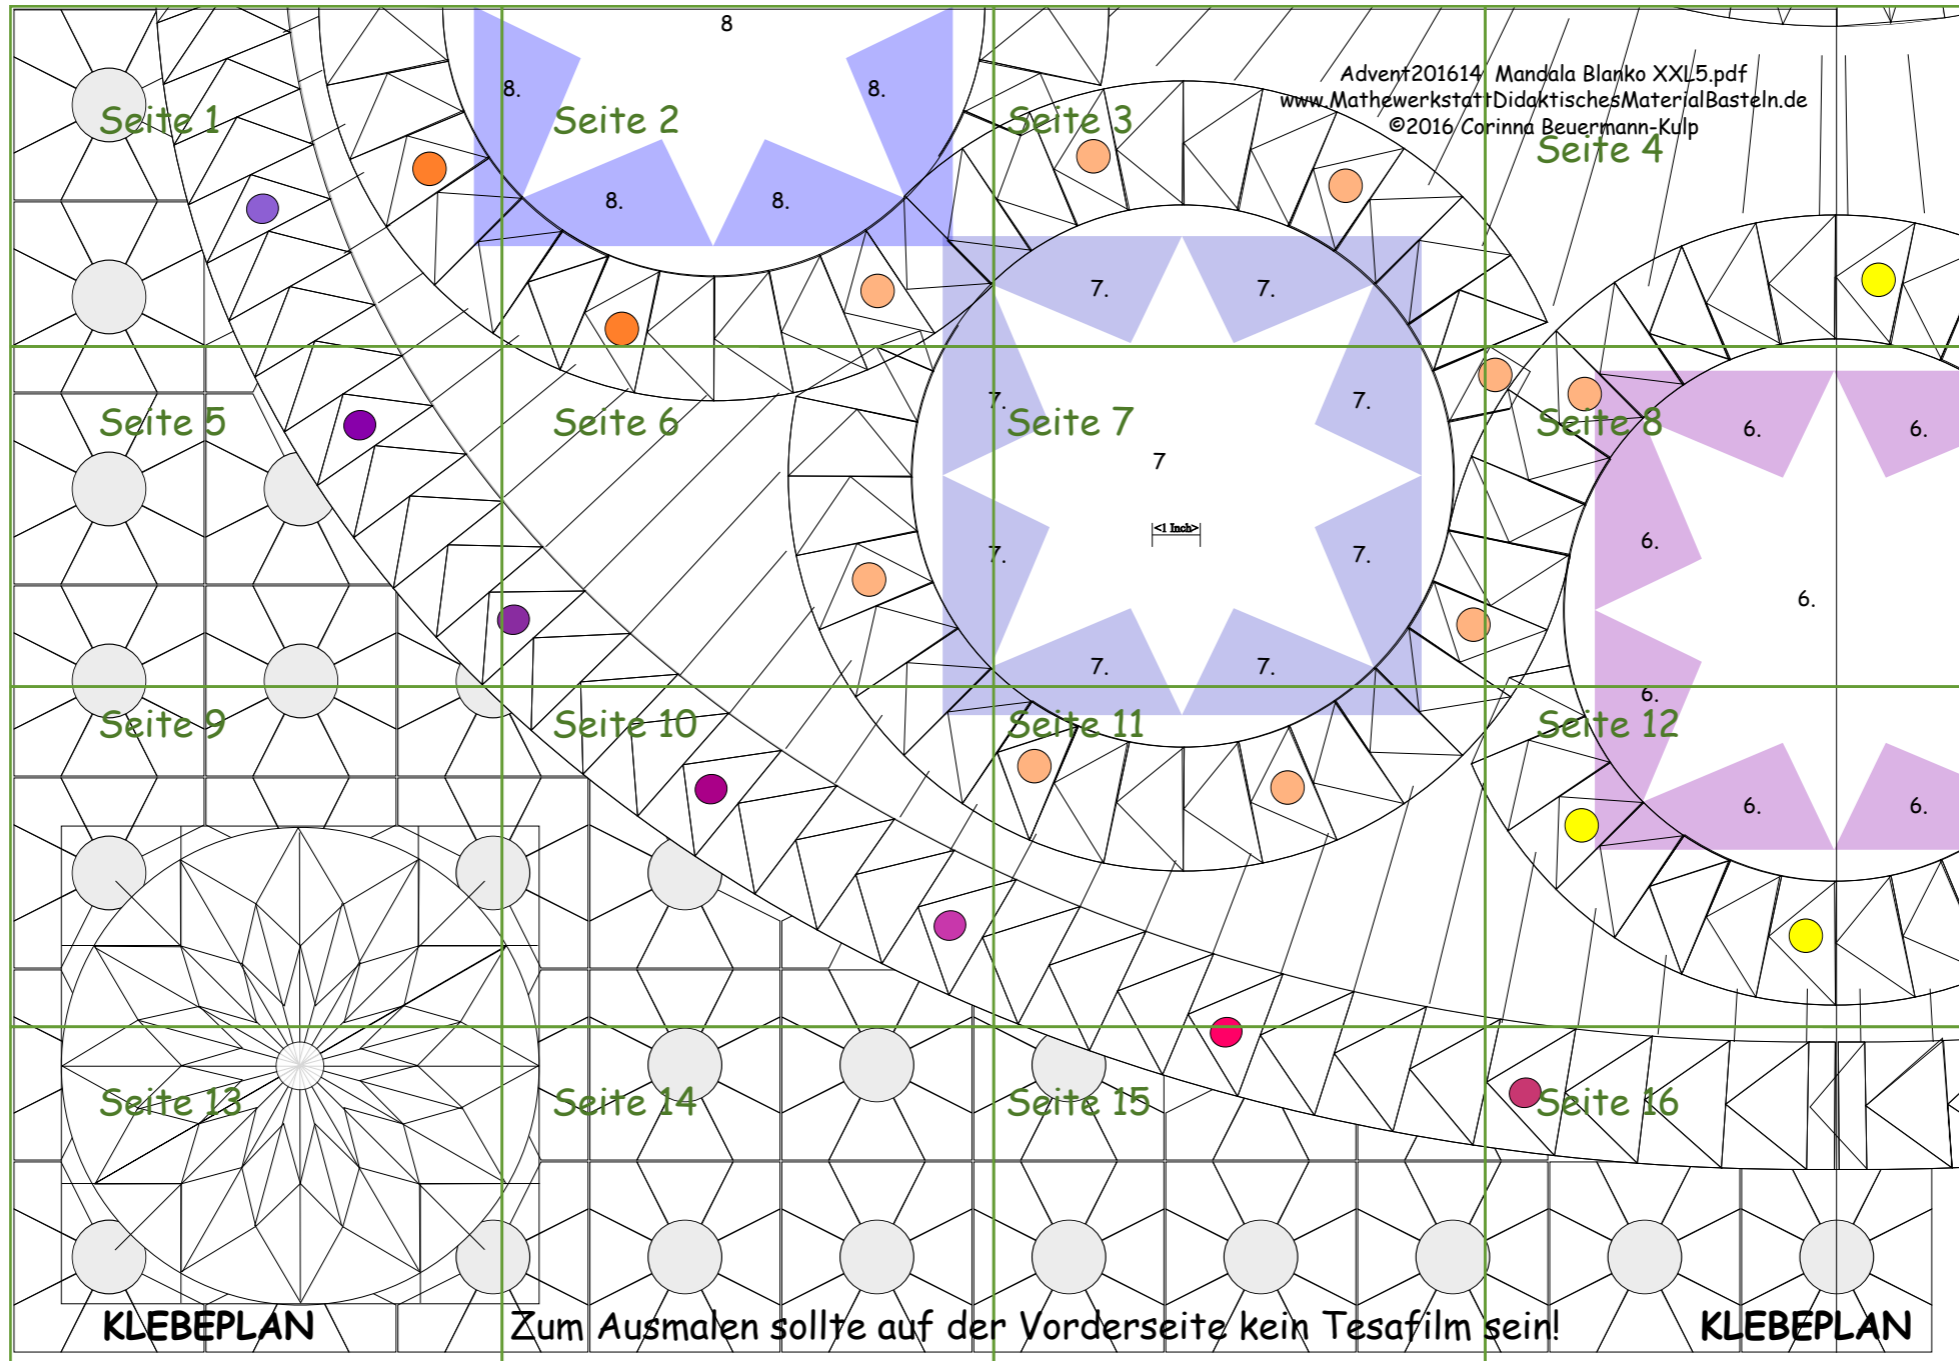 8
8.
8.
Advent201614 Mandala Blanko XXL5.pdf
www.MathewerkstattDidaktischesMaterialBasteln.de
©2016 Corinna Beuermann-Kulp
Seite 1
Seite 2
Seite 3
Seite 4
8.
8.
7.
7.
7.
7.
Seite 5
Seite 6
Seite 7
Seite 8
6.
6.
7
<1 Inch>
7.
7.
6.
6.
7.
7.
6.
Seite 9
Seite 10
Seite 11
Seite 12
6.
6.
Seite 13
Seite 14
Seite 15
Seite 16
KLEBEPLAN
Zum Ausmalen sollte auf der Vorderseite kein Tesafilm sein!
KLEBEPLAN